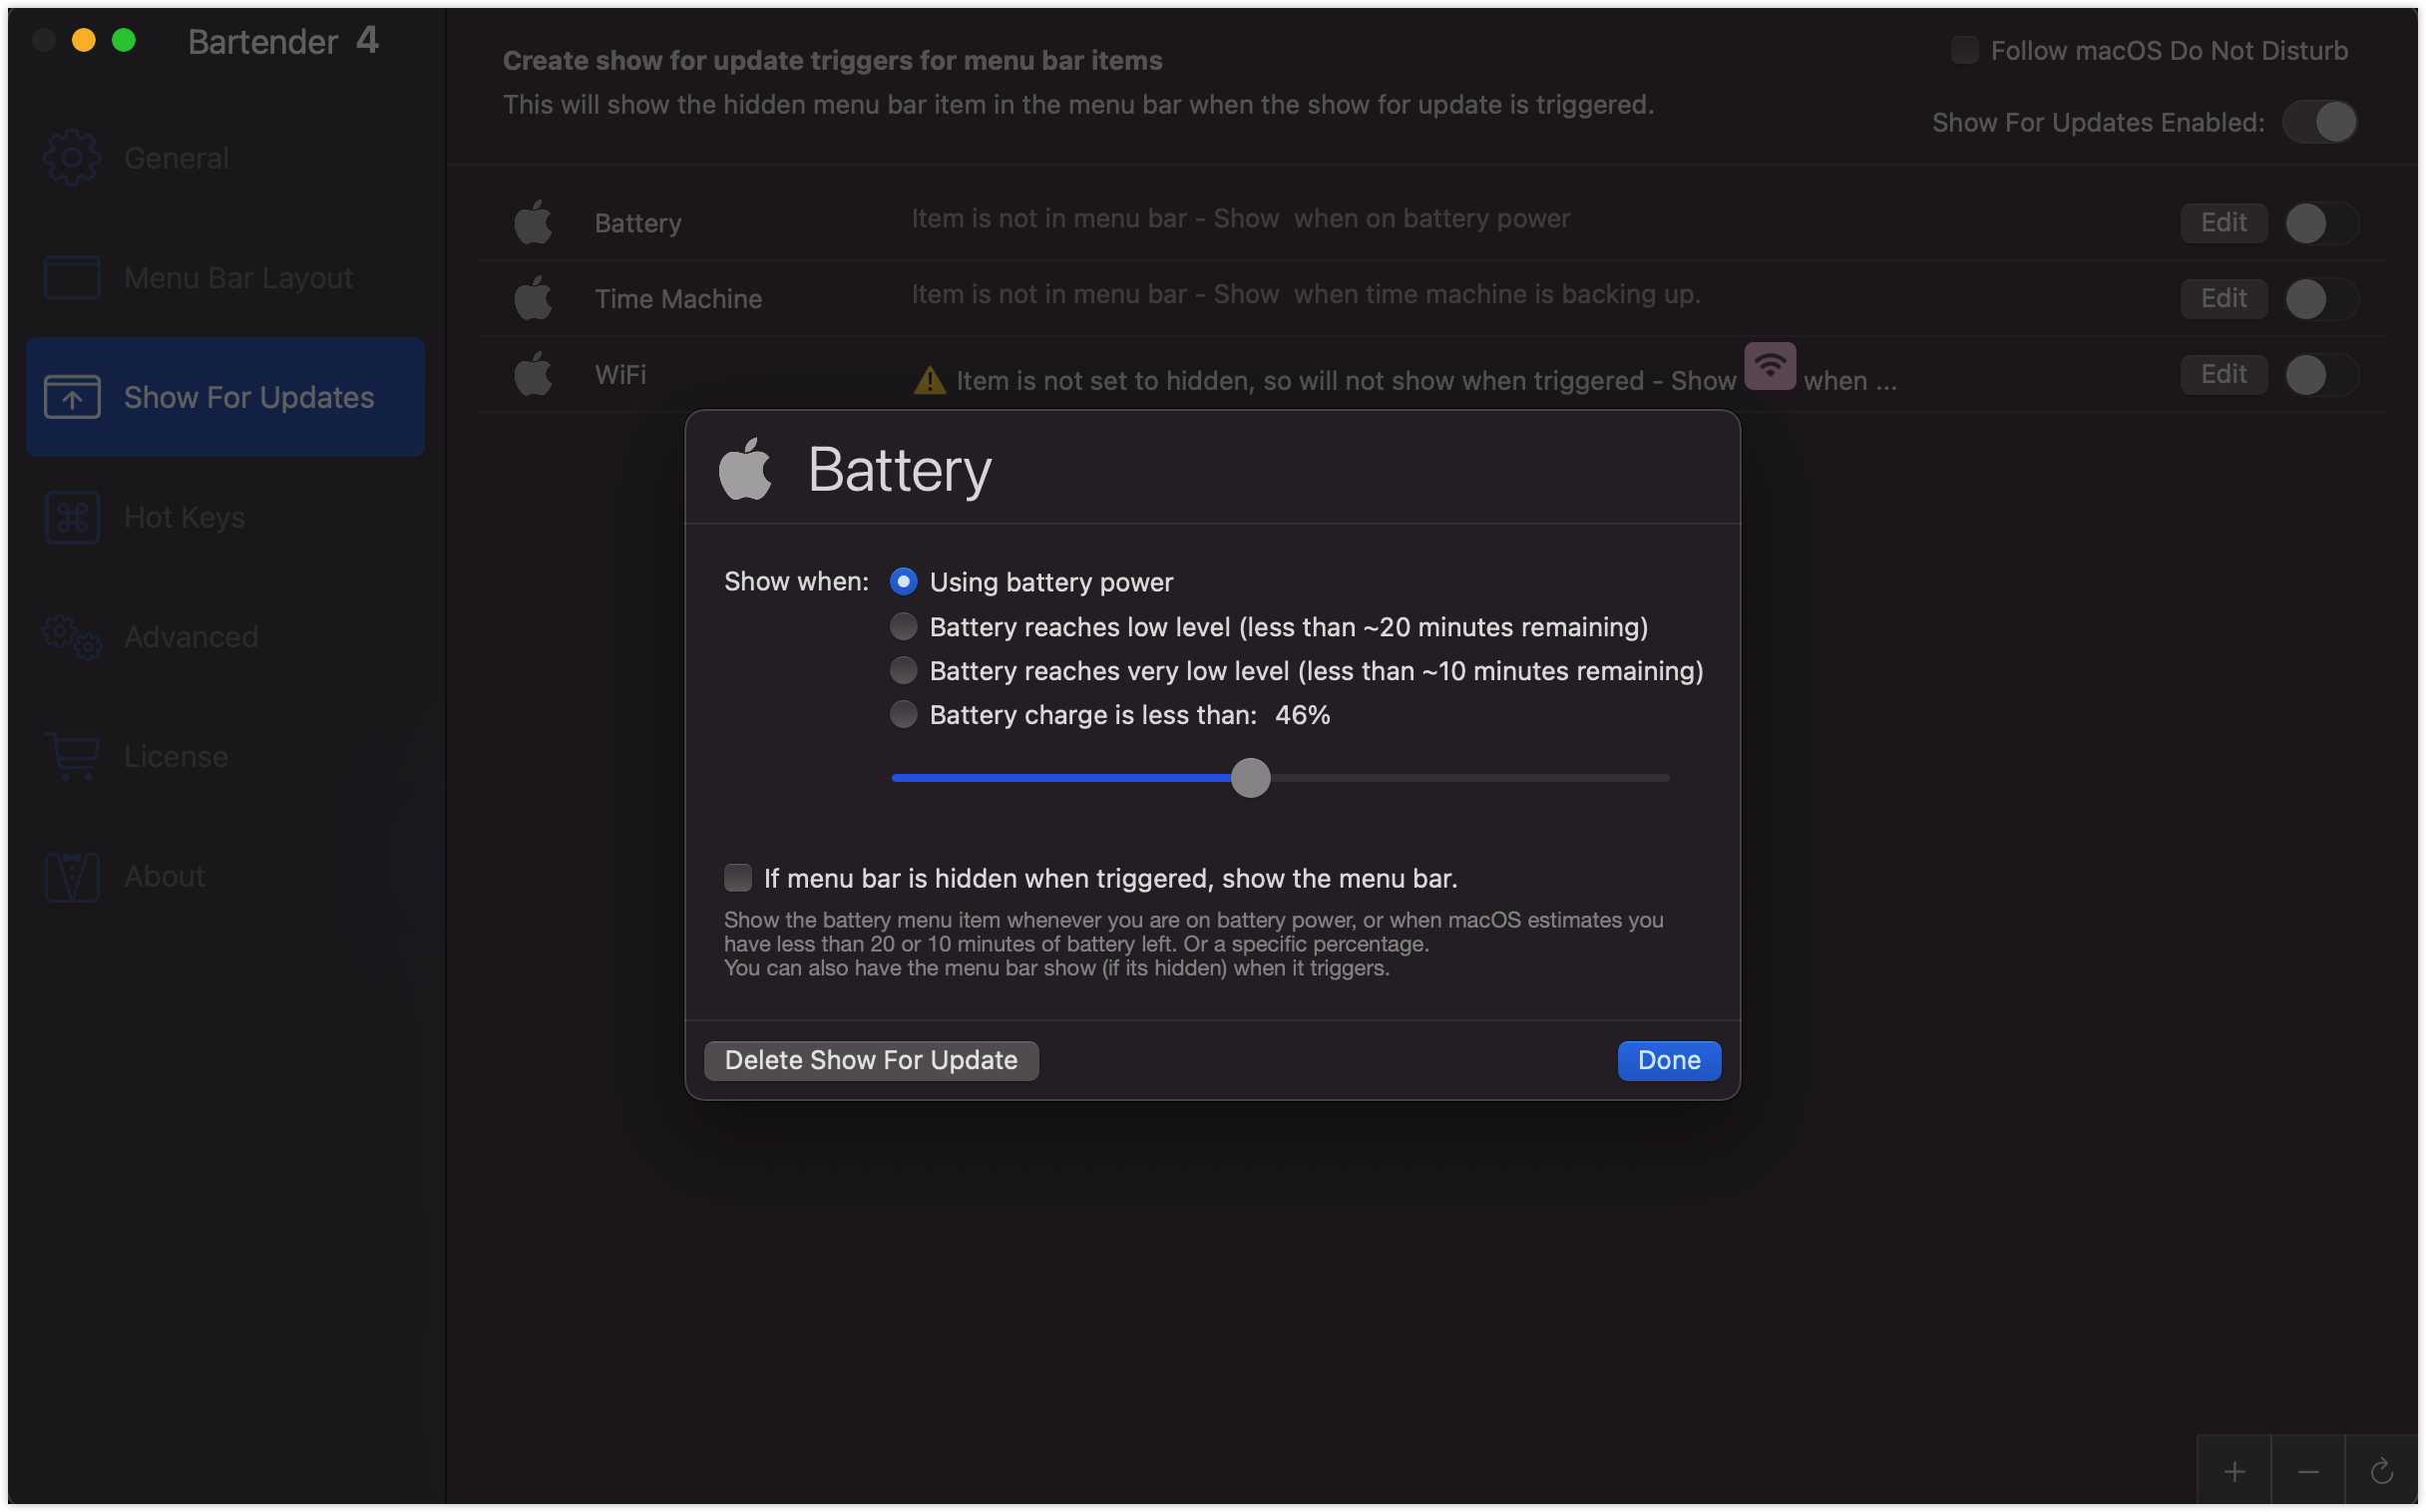 Bartender 4
General
Menu Bar Layout
Show For Updates
Hot Keys
Advanced
License
About
Create show for update triggers for menu bar items
This will show the hidden menu bar item in the menu bar when the show for update is triggered.
Follow macOS Do Not Disturb
Show For Updates Enabled:
Battery Item is not in menu bar - Show when on battery power Edit
Time Machine Item is not in menu bar - Show when time machine is backing up. Edit
WiFi Item is not set to hidden, so will not show when triggered - Show when ... Edit
Battery
Show when: Using battery power
Battery reaches low level (less than ~20 minutes remaining)
Battery reaches very low level (less than ~10 minutes remaining)
Battery charge is less than: 46%
If menu bar is hidden when triggered, show the menu bar.
Show the battery menu item whenever you are on battery power, or when macOS estimates you
have less than 20 or 10 minutes of battery left. Or a specific percentage.
You can also have the menu bar show (if its hidden) when it triggers.
Delete Show For Update
Done